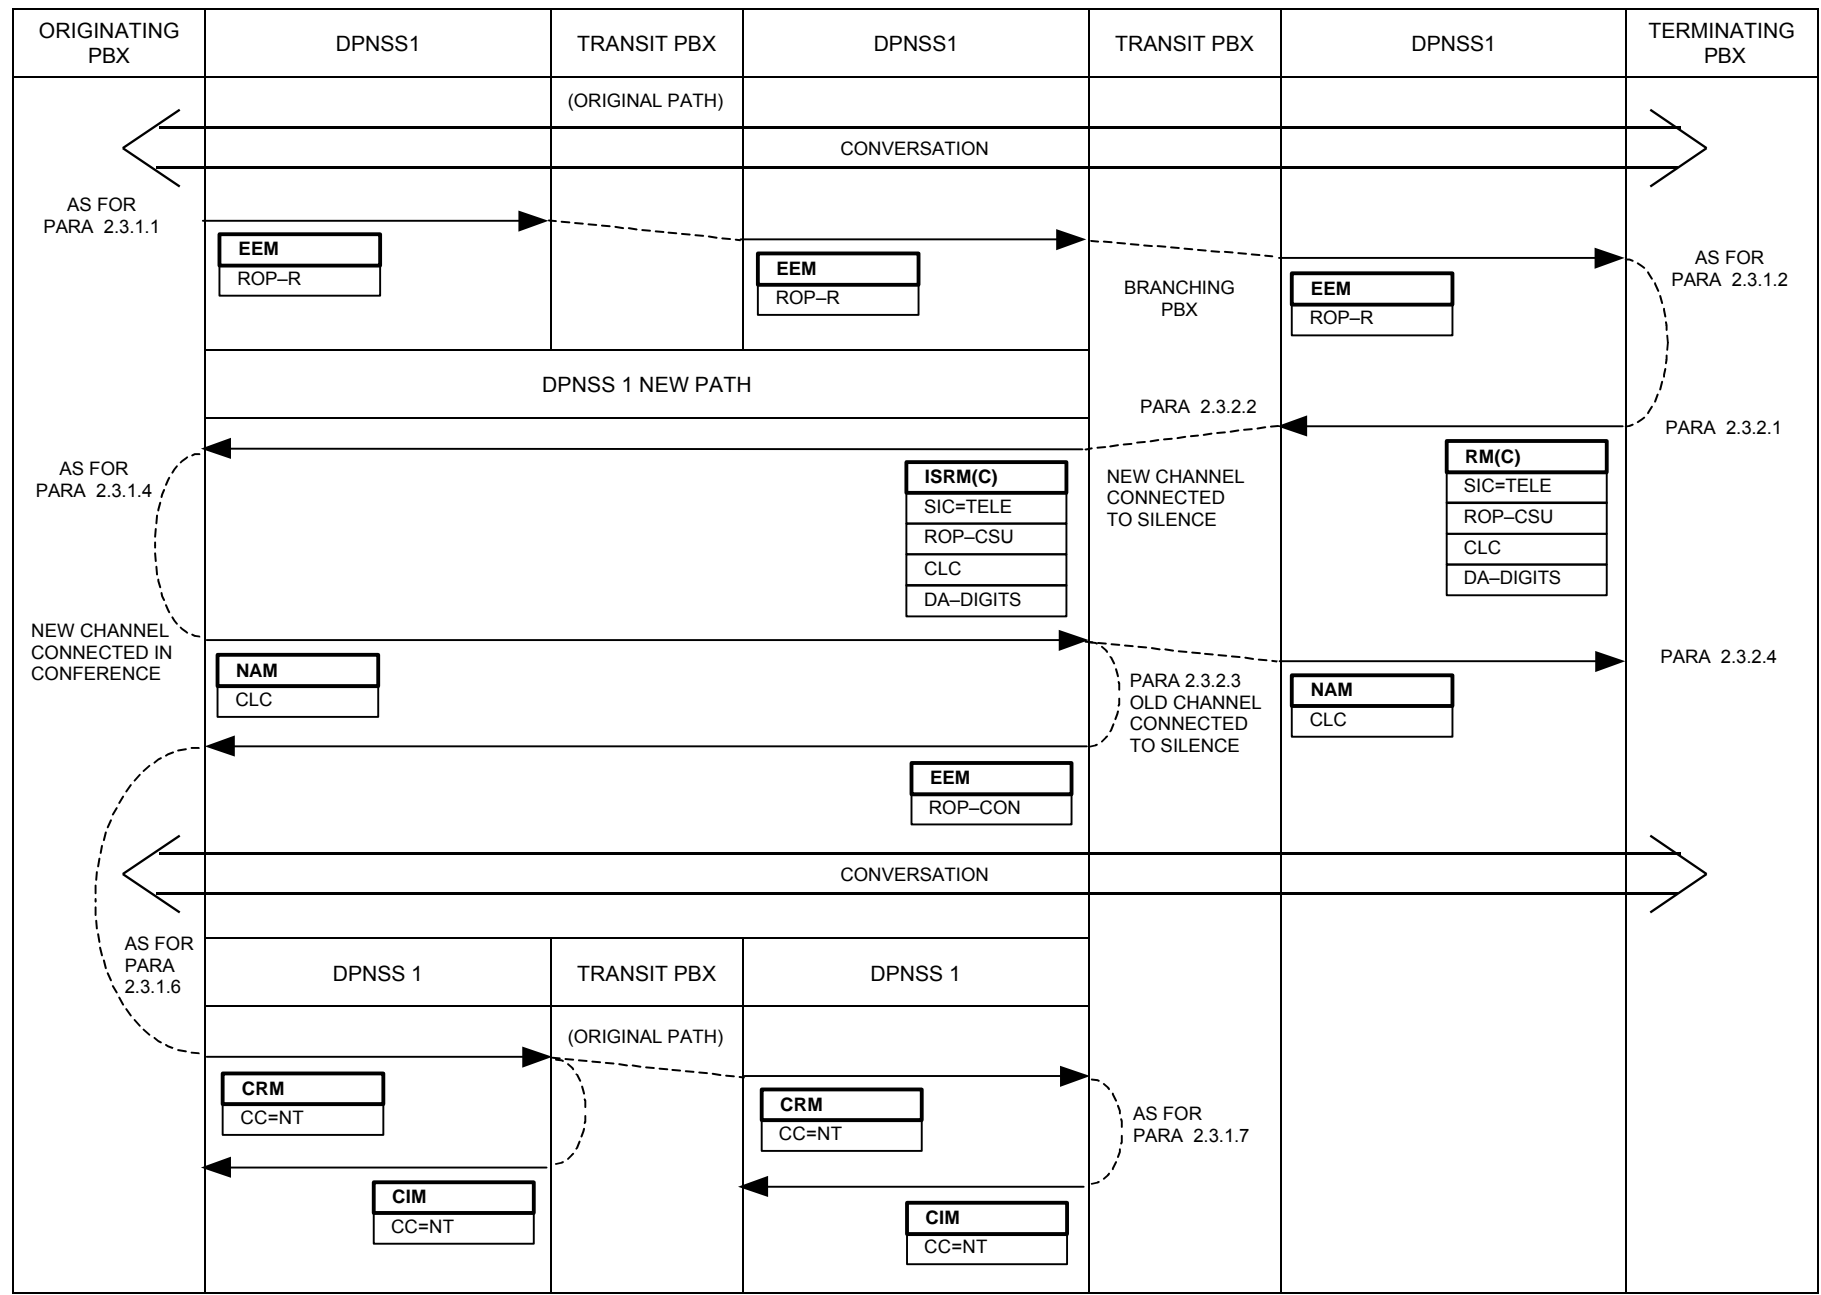 ORIGINATING
PBX
DPNSS1
TRANSIT PBX
DPNSS1
TRANSIT PBX
DPNSS1
TERMINATING
PBX
(ORIGINAL PATH)
CONVERSATION
AS FOR
PARA 2.3.1.1
EEM
ROP–R
EEM
ROP–R
BRANCHING
PBX
EEM
ROP–R
AS FOR
PARA 2.3.1.2
DPNSS 1 NEW PATH
PARA 2.3.2.2
PARA 2.3.2.1
AS FOR
PARA 2.3.1.4
ISRM(C)
SIC=TELE
ROP–CSU
CLC
DA–DIGITS
NEW CHANNEL
CONNECTED
TO SILENCE
RM(C)
SIC=TELE
ROP–CSU
CLC
DA–DIGITS
NEW CHANNEL
CONNECTED IN
CONFERENCE
NAM
CLC
PARA 2.3.2.3
OLD CHANNEL
CONNECTED
TO SILENCE
NAM
CLC
PARA 2.3.2.4
EEM
ROP–CON
CONVERSATION
AS FOR
PARA
2.3.1.6
DPNSS 1
TRANSIT PBX
DPNSS 1
(ORIGINAL PATH)
CRM
CC=NT
CRM
CC=NT
AS FOR
PARA 2.3.1.7
CIM
CC=NT
CIM
CC=NT